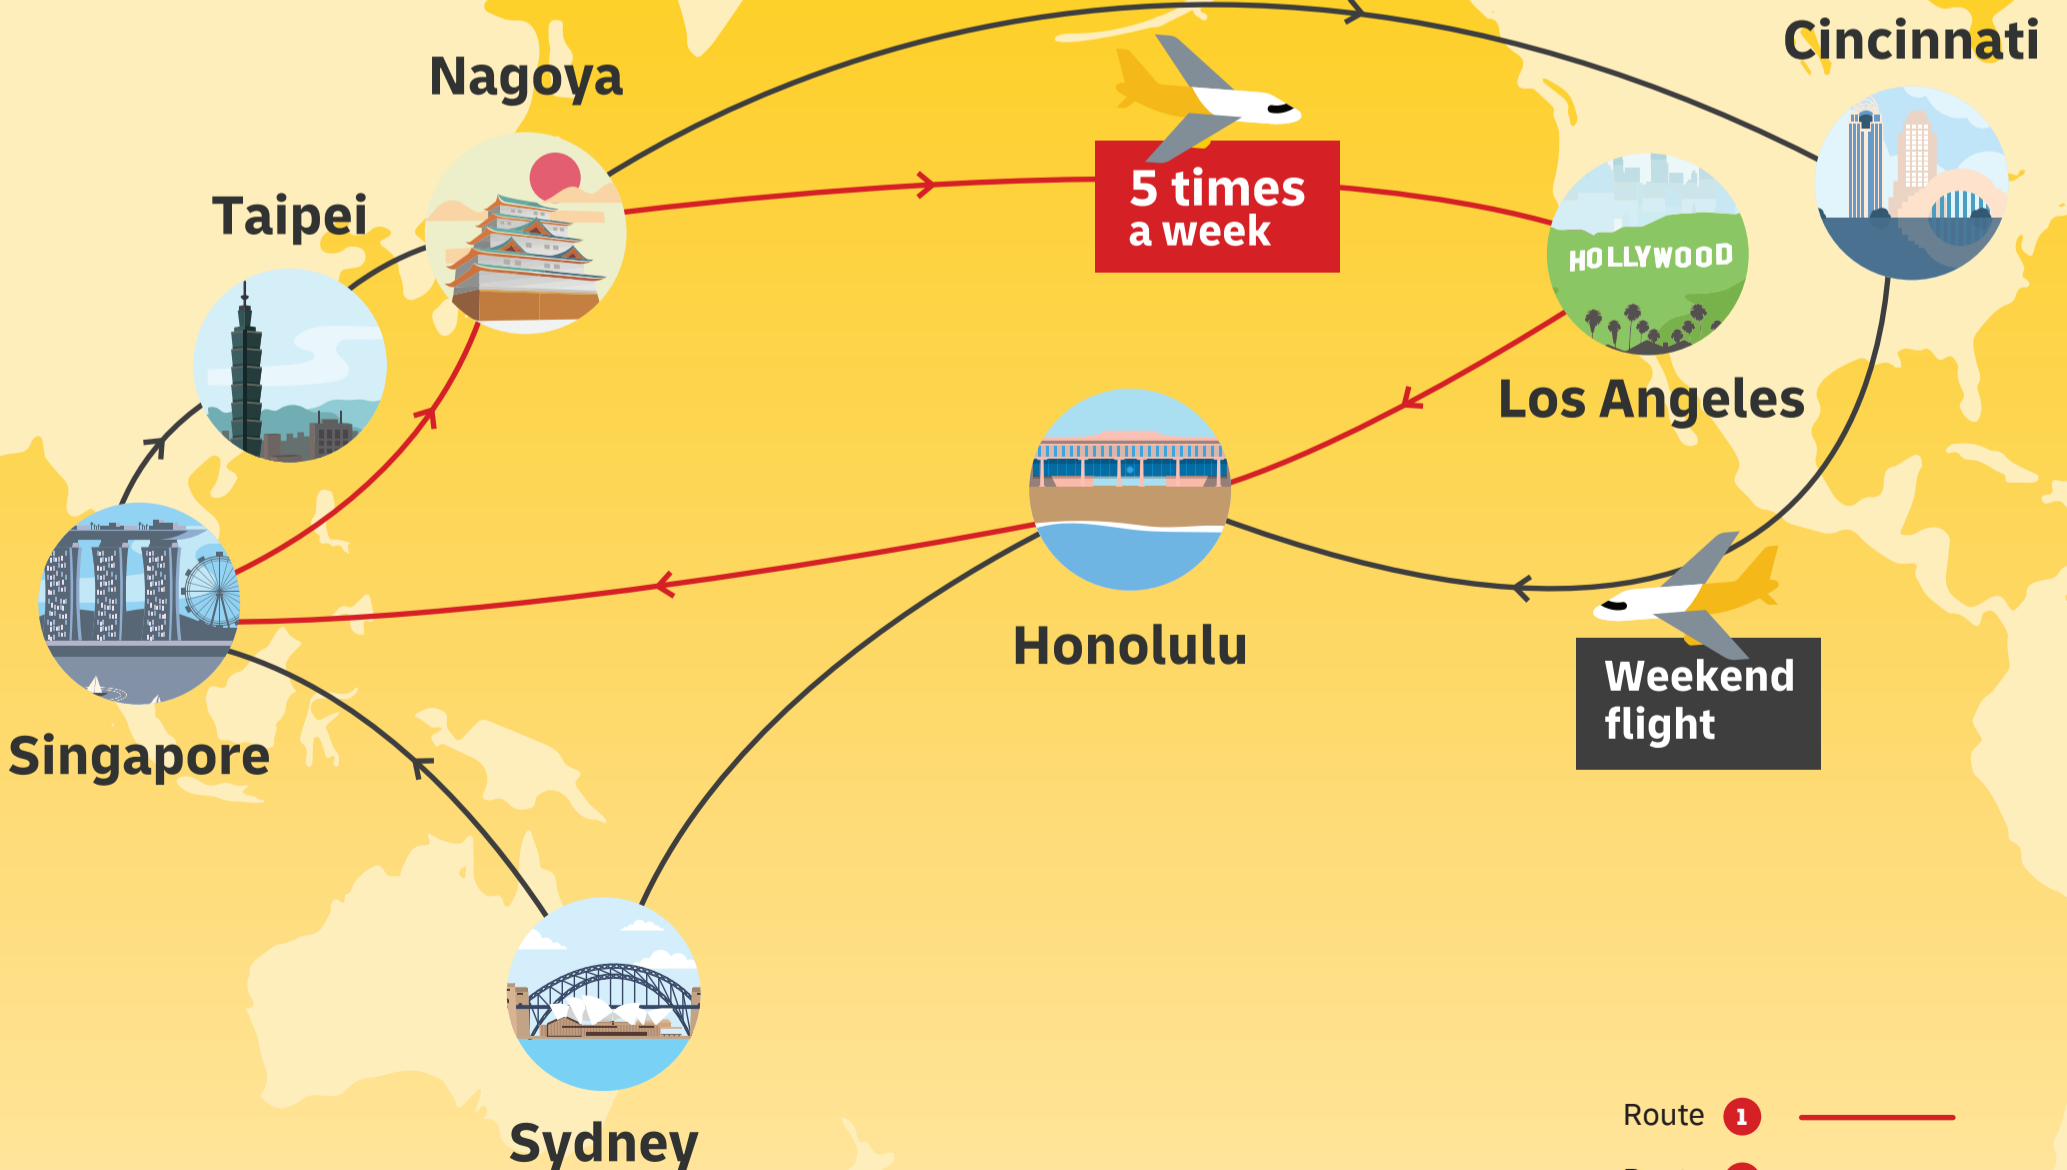 Cincinnati
Nagoya
5 times
a week
Taipei
HOLLYWOOD
Los Angeles
Honolulu
Weekend
flight
Singapore
Sydney
Route 1